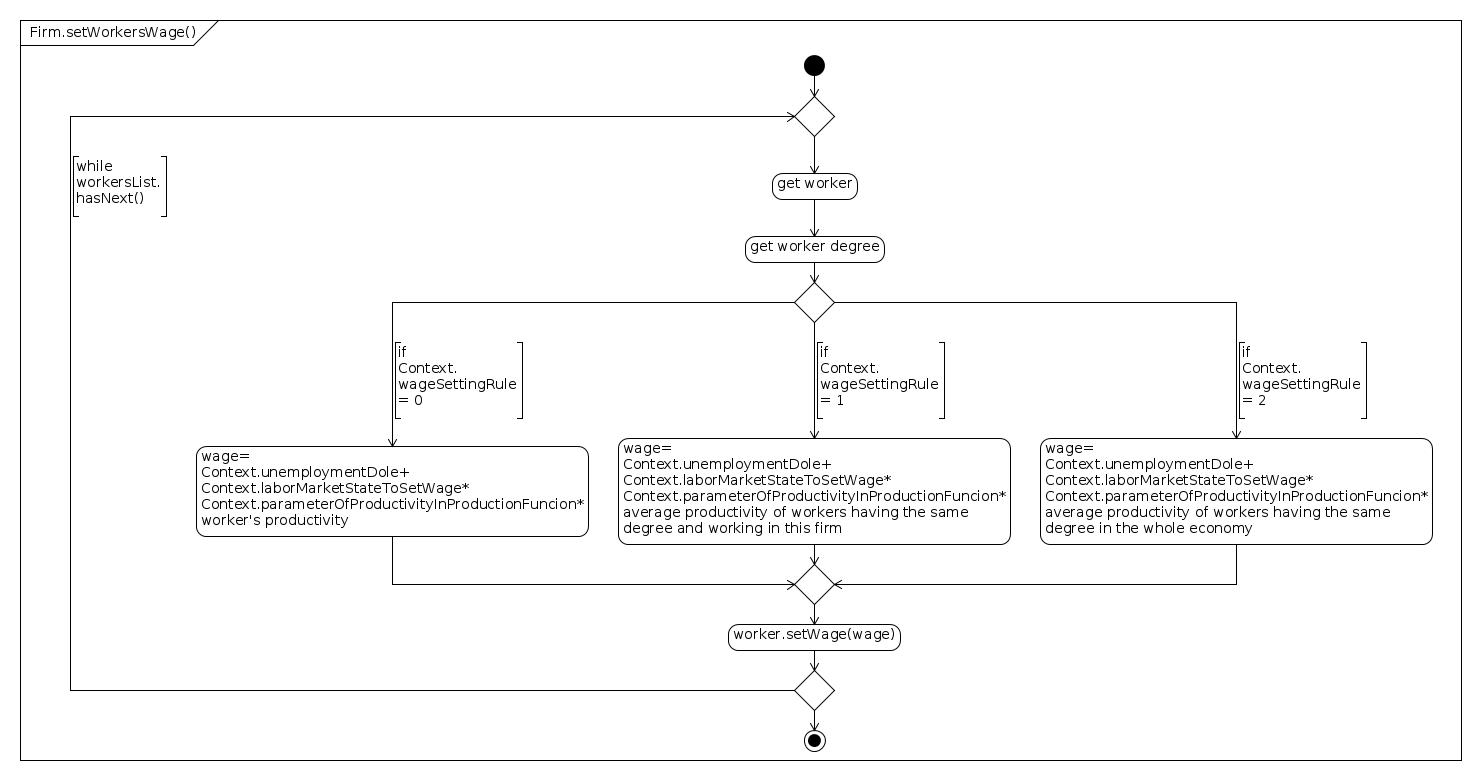 Firm.setWorkersWage()
while
workersList.
hasNext()
get worker
get worker degree
if
Context.
wageSettingRule
= 0
if
Context.
wageSettingRule
= 1
if
Context.
wageSettingRule
= 2
wage=
Context.unemploymentDole+
Context.laborMarketStateToSetWage*
Context.parameterOfProductivityInProductionFuncion*
worker's productivity
wage=
Context.unemploymentDole+
Context.laborMarketStateToSetWage*
Context.parameterOfProductivityInProductionFuncion*
average productivity of workers having the same
degree and working in this firm
wage=
Context.unemploymentDole+
Context.laborMarketStateToSetWage*
Context.parameterOfProductivityInProductionFuncion*
average productivity of workers having the same
degree in the whole economy
worker.setWage(wage)